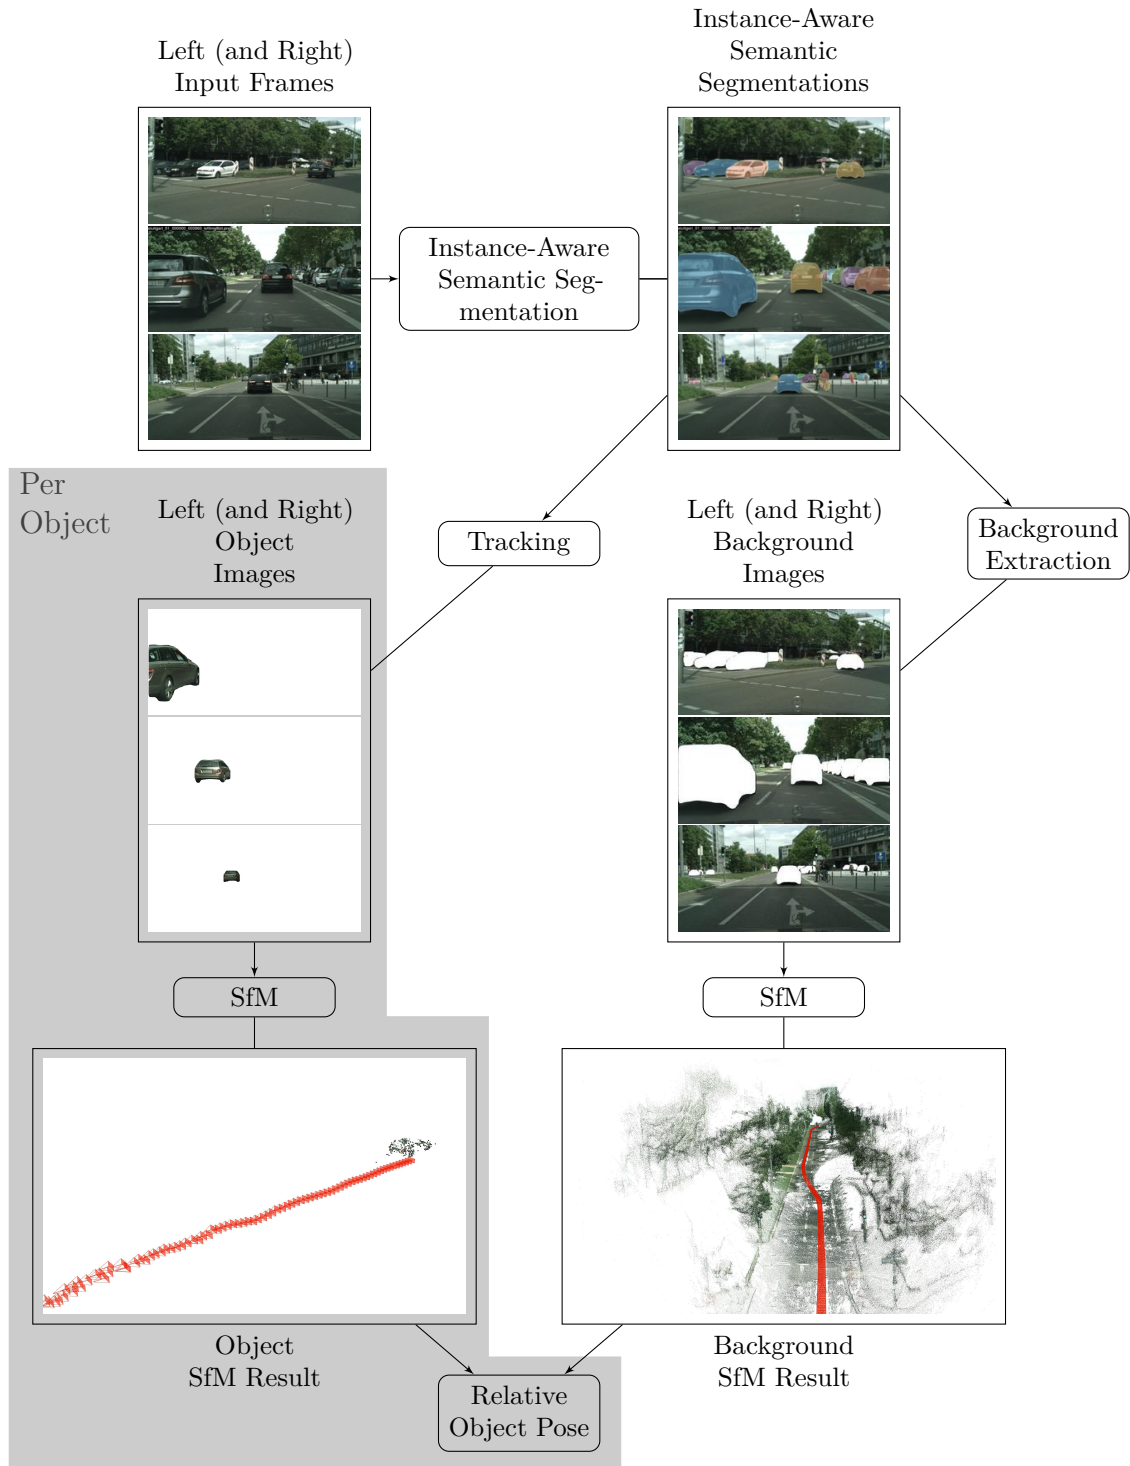 Left (and Right)
Input Frames
Instance-Aware
Semantic
Segmentations
Instance-Aware
Semantic Seg-
mentation
Per
Object
Left (and Right)
Object
Images
Tracking
Left (and Right)
Background
Images
Background
Extraction
SfM
SfM
Object
SfM Result
Background
SfM Result
Relative
Object Pose